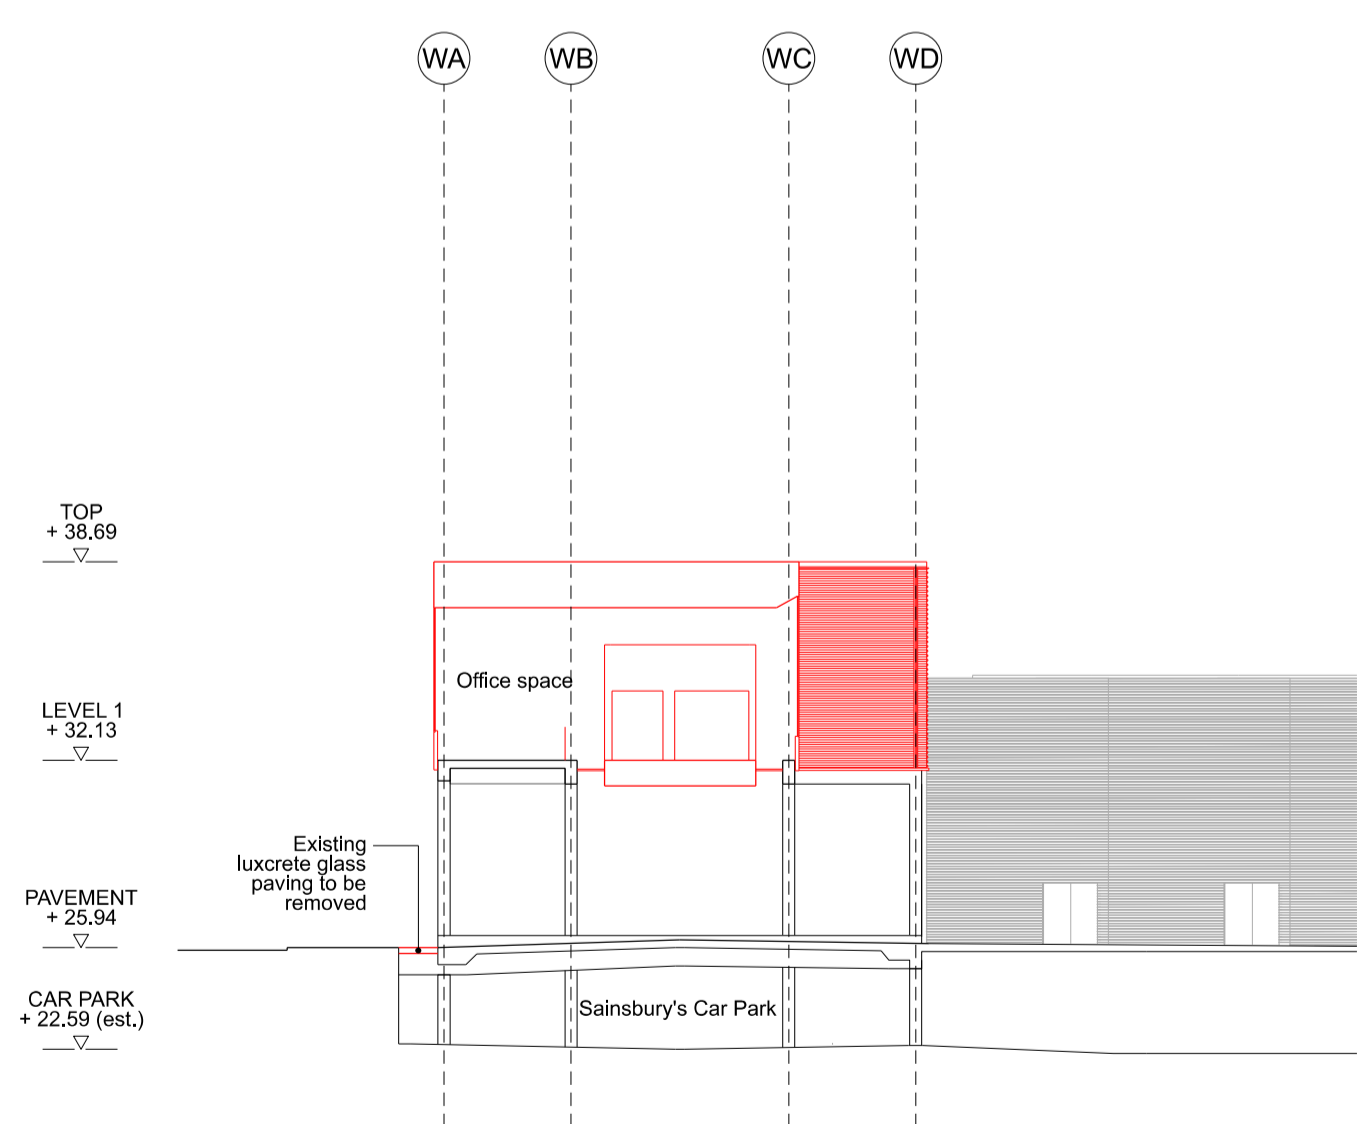 WA WB WC WD
TOP
+ 38.69
Office space
LEVEL 1
+ 32.13
Existing
luxcrete glass
paving to be
removed
PAVEMENT
+ 25.94
CAR PARK
+ 22.59 (est.)
Sainsbury's Car Park